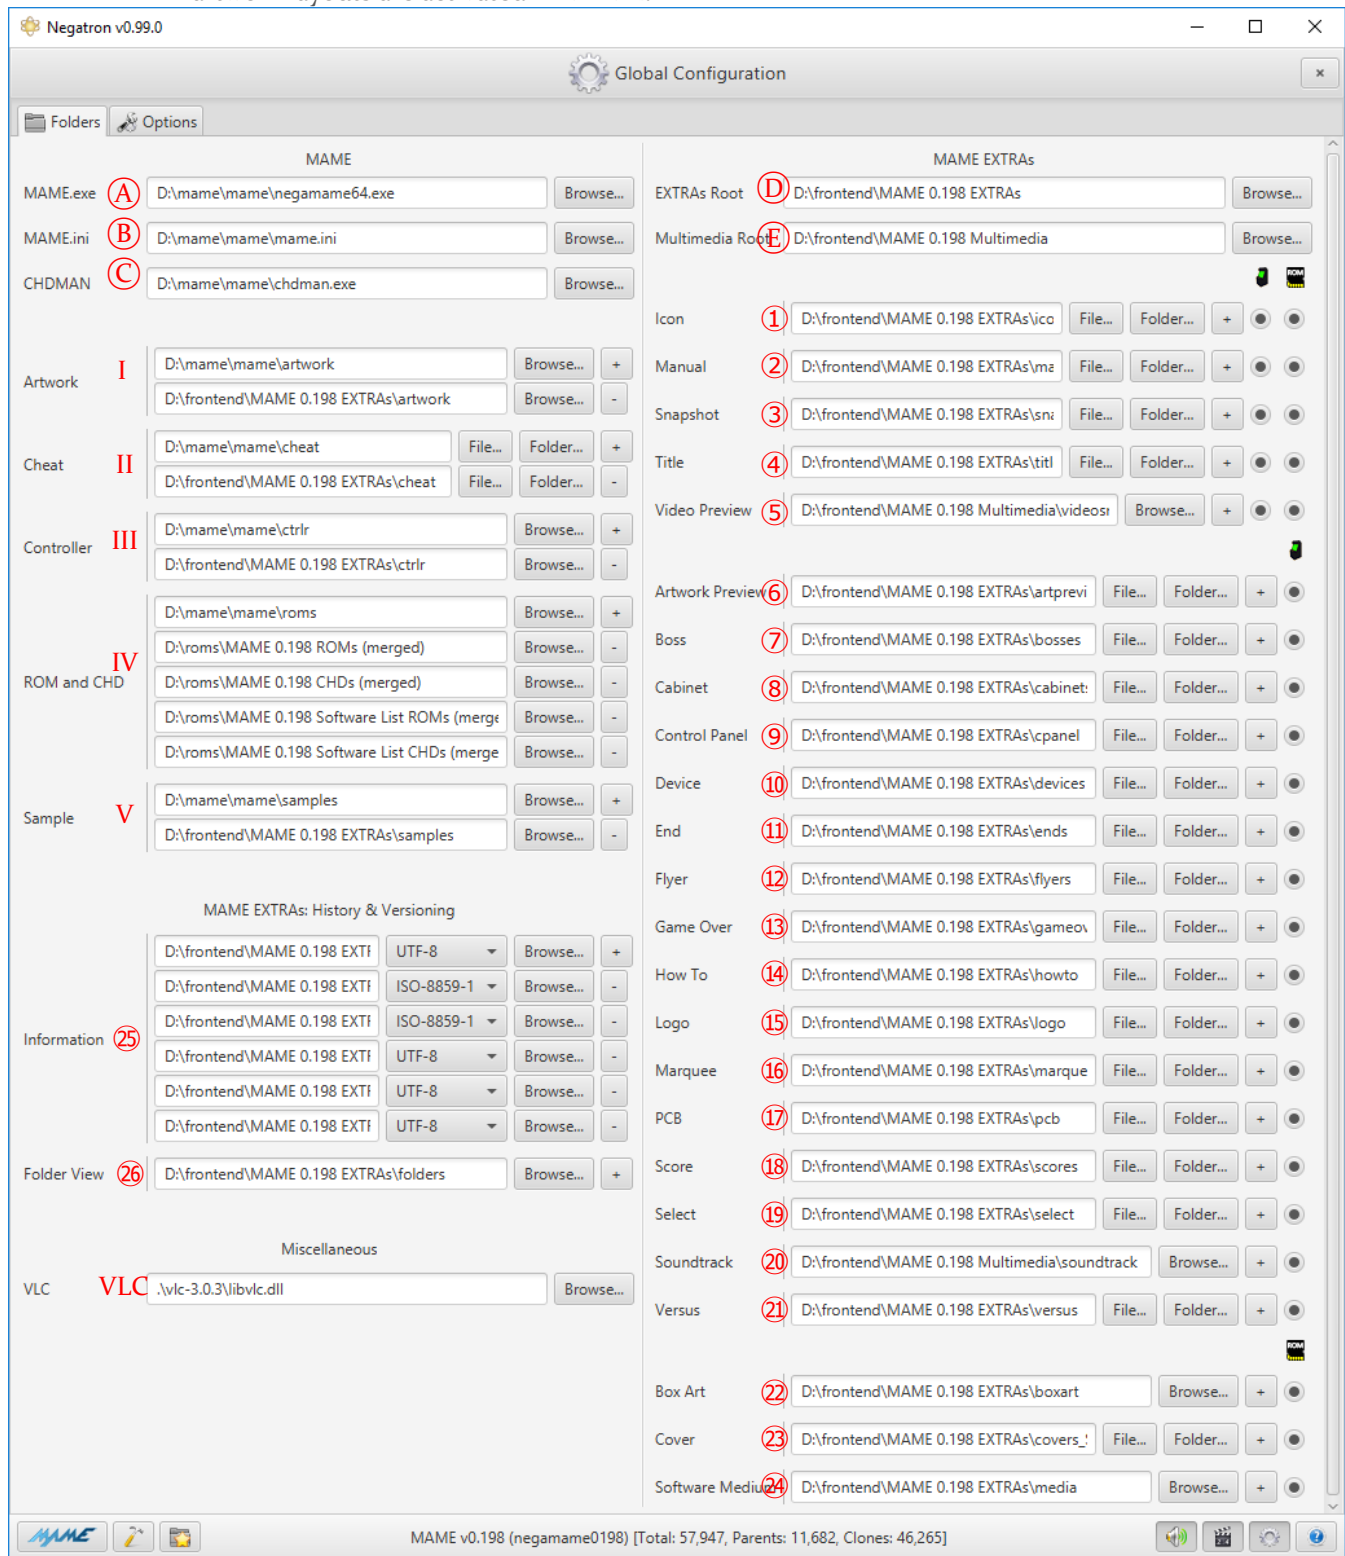 Negatron v0.99.0
Global Configuration
Folders Options
MAME
MAME.exe Ⓐ D:\mame\mame\negamame64.exe Browse...
MAME.ini Ⓑ D:\mame\mame\mame.ini Browse...
CHDMAN Ⓒ D:\mame\mame\chdman.exe Browse...
Artwork I
D:\mame\mame\artwork Browse... +
D:\frontend\MAME 0.198 EXTRAs\artwork Browse... -
Cheat II
D:\mame\mame\cheat File... Folder... +
D:\frontend\MAME 0.198 EXTRAs\cheat File... Folder... -
Controller III
D:\mame\mame\ctrlr Browse... +
D:\frontend\MAME 0.198 EXTRAs\ctrlr Browse... -
ROM and CHD IV
D:\mame\mame\roms Browse... +
D:\roms\MAME 0.198 ROMs (merged) Browse... -
D:\roms\MAME 0.198 CHDs (merged) Browse... -
D:\roms\MAME 0.198 Software List ROMs (merge Browse... -
D:\roms\MAME 0.198 Software List CHDs (merge Browse... -
Sample V
D:\mame\mame\samples Browse... +
D:\frontend\MAME 0.198 EXTRAs\samples Browse... -
MAME EXTRAs: History & Versioning
Information ㉕
D:\frontend\MAME 0.198 UTF-8 Browse... +
D:\frontend\MAME 0.198 ISO-8859-1 Browse... -
D:\frontend\MAME 0.198 ISO-8859-1 Browse... -
D:\frontend\MAME 0.198 UTF-8 Browse... -
D:\frontend\MAME 0.198 UTF-8 Browse... -
D:\frontend\MAME 0.198 UTF-8 Browse... -
Folder View ㉖ D:\frontend\MAME 0.198 EXTRAs\folders Browse... +
Miscellaneous
VLC VLC .\vlc-3.0.3\libvlc.dll Browse...
MAME EXTRAs
EXTRAs Root Ⓓ D:\frontend\MAME 0.198 EXTRAs Browse...
Multimedia Root Ⓔ D:\frontend\MAME 0.198 Multimedia Browse...
ROM
Icon ① D:\frontend\MAME 0.198 EXTRAs\ico File... Folder... +
Manual ② D:\frontend\MAME 0.198 EXTRAs\ma File... Folder... +
Snapshot ③ D:\frontend\MAME 0.198 EXTRAs\sna File... Folder... +
Title ④ D:\frontend\MAME 0.198 EXTRAs\titl File... Folder... +
Video Preview ⑤ D:\frontend\MAME 0.198 Multimedia\videosr Browse... +
Artwork Preview ⑥ D:\frontend\MAME 0.198 EXTRAs\artprevi File... Folder... +
Boss ⑦ D:\frontend\MAME 0.198 EXTRAs\bosses File... Folder... +
Cabinet ⑧ D:\frontend\MAME 0.198 EXTRAs\cabinet File... Folder... +
Control Panel ⑨ D:\frontend\MAME 0.198 EXTRAs\cpanel File... Folder... +
Device ⑩ D:\frontend\MAME 0.198 EXTRAs\devices File... Folder... +
End ⑪ D:\frontend\MAME 0.198 EXTRAs\ends File... Folder... +
Flyer ⑫ D:\frontend\MAME 0.198 EXTRAs\flyers File... Folder... +
Game Over ⑬ D:\frontend\MAME 0.198 EXTRAs\gameov File... Folder... +
How To ⑭ D:\frontend\MAME 0.198 EXTRAs\howto File... Folder... +
Logo ⑮ D:\frontend\MAME 0.198 EXTRAs\logo File... Folder... +
Marquee ⑯ D:\frontend\MAME 0.198 EXTRAs\marque File... Folder... +
PCB ⑰ D:\frontend\MAME 0.198 EXTRAs\pcb File... Folder... +
Score ⑱ D:\frontend\MAME 0.198 EXTRAs\scores File... Folder... +
Select ⑲ D:\frontend\MAME 0.198 EXTRAs\select File... Folder... +
Soundtrack ⑳ D:\frontend\MAME 0.198 Multimedia\soundtrack Browse... +
Versus ㉑ D:\frontend\MAME 0.198 EXTRAs\versus File... Folder... +
ROM
Box Art ㉒ D:\frontend\MAME 0.198 EXTRAs\boxart Browse... +
Cover ㉓ D:\frontend\MAME 0.198 EXTRAs\covers_ File... Folder... +
Software Medium ㉔ D:\frontend\MAME 0.198 EXTRAs\media Browse... +
MAME MAME v0.198 (negamame0198) [Total: 57,947, Parents: 11,682, Clones: 46,265]